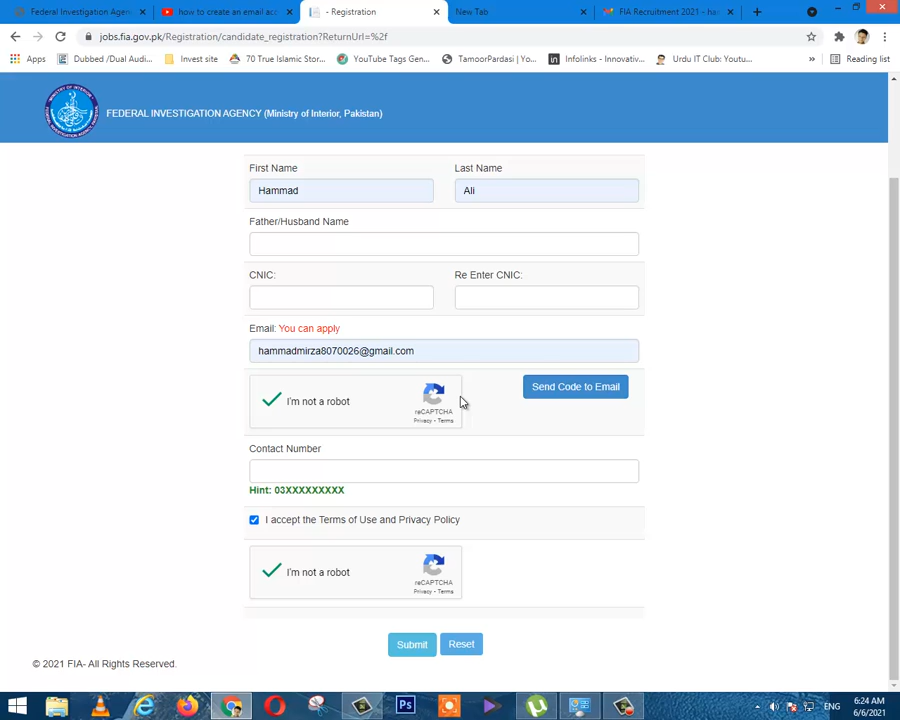 Federal Investigation Agen
how to create an email acc
- Registration
New Tab
FIA Recruitment 2021 - ha
jobs.fia.gov.pk/Registration/candidate_registration?ReturnUrl=%2f
Apps
Dubbed /Dual Audi...
Invest site
70 True Islamic Stor...
YouTube Tags Gen...
TamoorPardasi | Yo...
Infolinks - Innovativ...
Urdu IT Club: Youtu...
»
Reading list
FEDERAL INVESTIGATION AGENCY (Ministry of Interior, Pakistan)
First Name
Last Name
Hammad
Ali
Father/Husband Name
CNIC:
Re Enter CNIC:
Email: You can apply
hammadmirza8070026@gmail.com
I'm not a robot
reCAPTCHA
Privacy - Terms
Send Code to Email
Contact Number
Hint: 03XXXXXXXXX
I accept the Terms of Use and Privacy Policy
I'm not a robot
reCAPTCHA
Privacy - Terms
Submit
Reset
© 2021 FIA- All Rights Reserved.
Ps
ENG
6:24 AM
6/6/2021